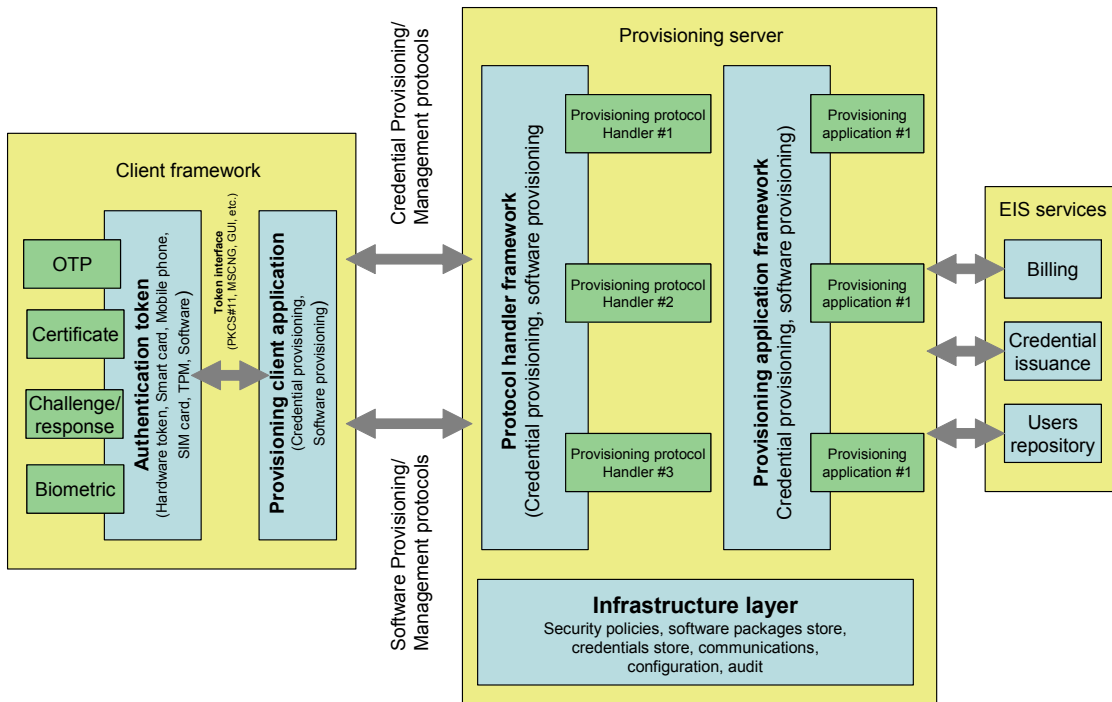 Client framework
OTP
Certificate
Challenge/
response
Biometric
Authentication token
(Hardware token, Smart card, Mobile phone,
SIM card, TPM, Software)
Token interface
(PKCS#11, MSCNG, GUI, etc.)
Provisioning client application
(Credential provisioning,
Software provisioning)
Credential Provisioning/
Management protocols
Software Provisioning/
Management protocols
Provisioning server
Protocol handler framework
(Credential provisioning, software provisioning
Provisioning protocol
Handler #1
Provisioning protocol
Handler #2
Provisioning protocol
Handler #3
Provisioning application framework
Credential provisioning, software provisioning)
Provisioning
application #1
Provisioning
application #1
Provisioning
application #1
Infrastructure layer
Security policies, software packages store,
credentials store, communications,
configuration, audit
EIS services
Billing
Credential
issuance
Users
repository